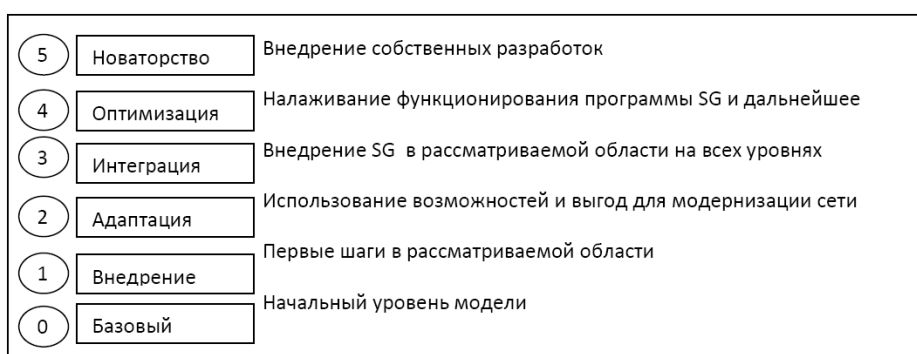 5 Новаторство Внедрение собственных разработок
4 Оптимизация Налаживание функционирования программы SG и дальнейшее
3 Интеграция Внедрение SG в рассматриваемой области на всех уровнях
2 Адаптация Использование возможностей и выгод для модернизации сети
1 Внедрение Первые шаги в рассматриваемой области
0 Базовый Начальный уровень модели